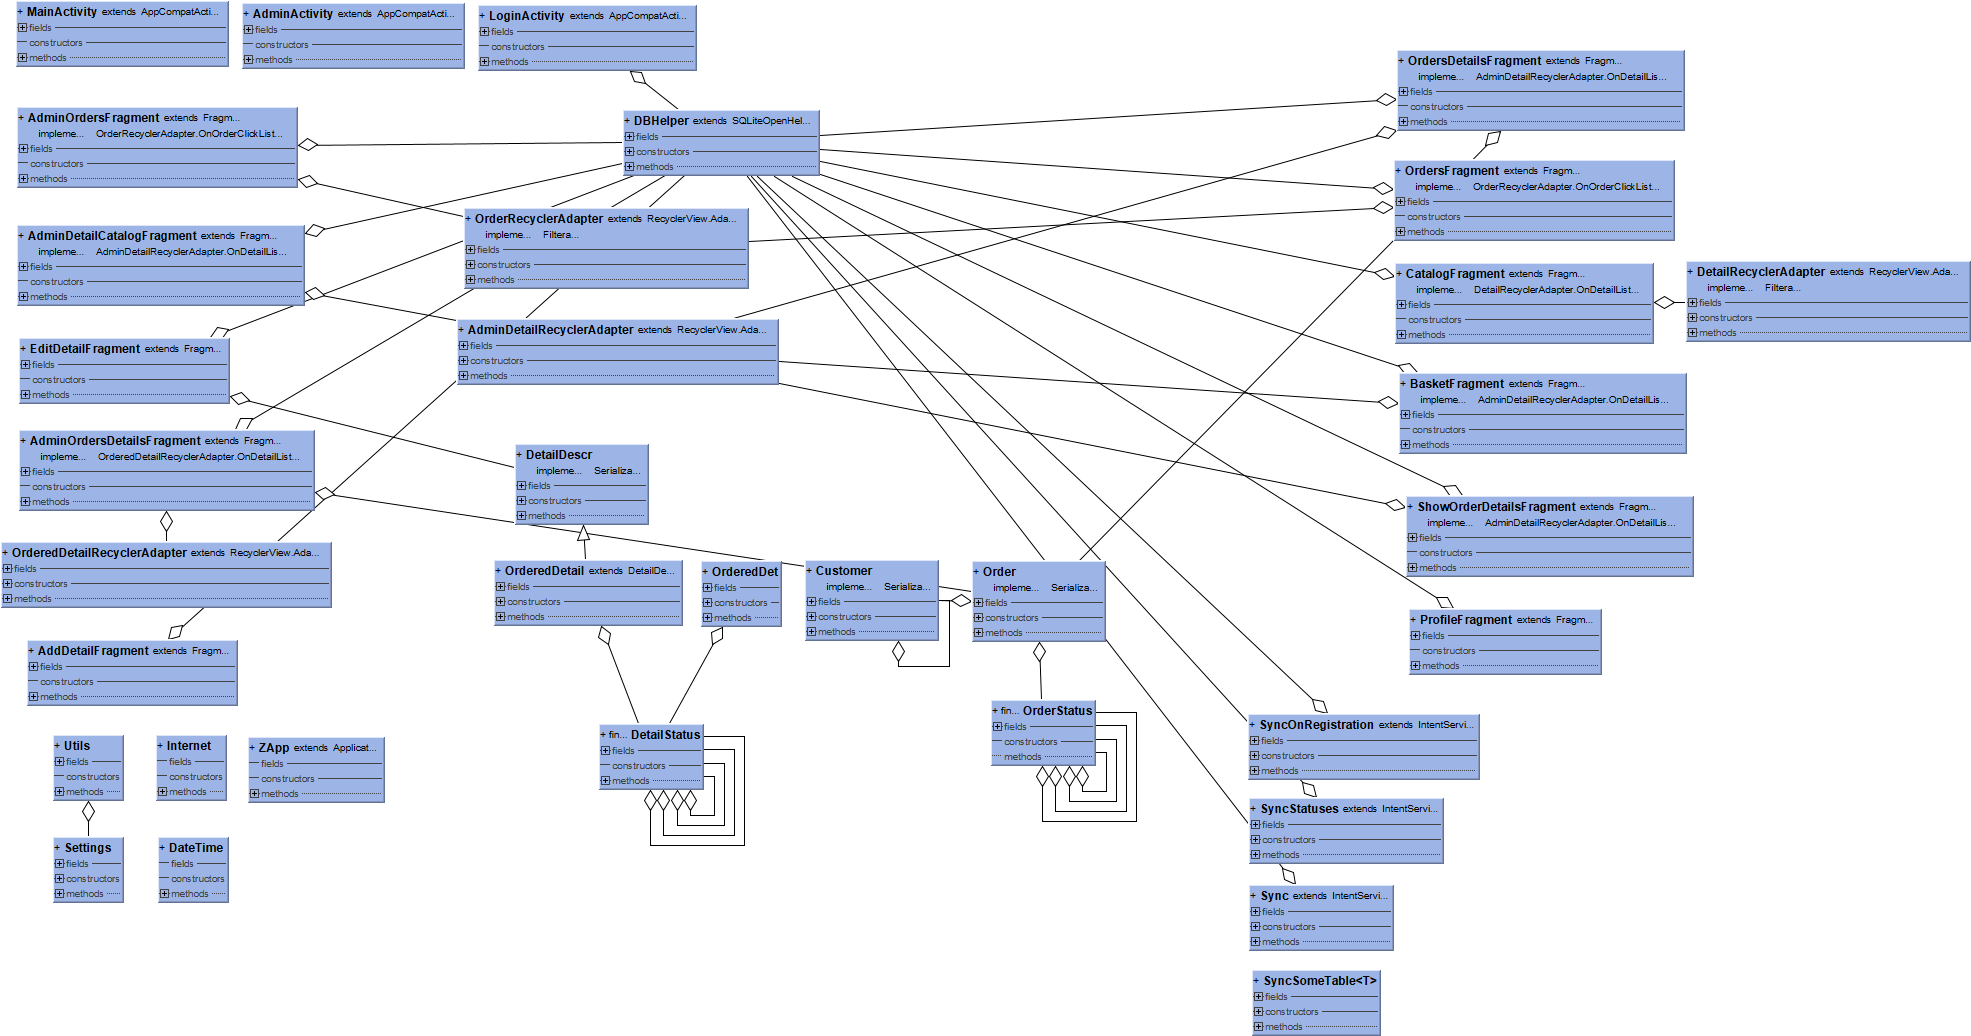 + MainActivity extends AppCompatActi...
fields
constructors
methods
+ AdminActivity extends AppCompatActi...
fields
constructors
methods
+ LoginActivity extends AppCompatActi...
fields
constructors
methods
+ OrdersDetailsFragment extends Fragm...
impleme... AdminDetailRecyclerAdapter.OnDetailLis...
fields
constructors
methods
+ AdminOrdersFragment extends Fragm...
impleme... OrderRecyclerAdapter.OnOrderClickList...
fields
constructors
methods
+ DBHelper extends SQLiteOpenHel...
fields
constructors
methods
+ OrdersFragment extends Fragm...
impleme... OrderRecyclerAdapter.OnOrderClickList...
fields
constructors
methods
+ OrderRecyclerAdapter extends RecyclerView.Ada...
impleme... Filtera...
fields
constructors
methods
+ AdminDetailCatalogFragment extends Fragm...
impleme... AdminDetailRecyclerAdapter.OnDetailLis...
fields
constructors
methods
+ CatalogFragment extends Fragm...
impleme... DetailRecyclerAdapter.OnDetailList...
fields
constructors
methods
+ DetailRecyclerAdapter extends RecyclerView.Ada...
impleme... Filtera...
fields
constructors
methods
+ AdminDetailRecyclerAdapter extends RecyclerView.Ada...
fields
constructors
methods
+ EditDetailFragment extends Fragm...
fields
constructors
methods
+ BasketFragment extends Fragm...
impleme... AdminDetailRecyclerAdapter.OnDetailLis...
fields
constructors
methods
+ AdminOrdersDetailsFragment extends Fragm...
impleme... OrderedDetailRecyclerAdapter.OnDetailList...
fields
constructors
methods
+ DetailDescr
impleme... Serializa...
fields
constructors
methods
+ ShowOrderDetailsFragment extends Fragm...
impleme... AdminDetailRecyclerAdapter.OnDetailLis...
fields
constructors
methods
+ OrderedDetailRecyclerAdapter extends RecyclerView.Ada...
fields
constructors
methods
+ OrderedDetail extends DetailDe...
fields
constructors
methods
+ OrderedDet
fields
constructors
methods
+ Customer
impleme... Serializa...
fields
constructors
methods
+ Order
impleme... Serializa...
fields
constructors
methods
+ ProfileFragment extends Fragm...
fields
constructors
methods
+ AddDetailFragment extends Fragm...
fields
constructors
methods
+ fin... OrderStatus
fields
constructors
methods
+ SyncOnRegistration extends IntentServi...
fields
constructors
methods
+ fin... DetailStatus
fields
constructors
methods
+ Utils
fields
constructors
methods
+ Internet
fields
constructors
methods
+ ZApp extends Applicat...
fields
constructors
methods
+ SyncStatuses extends IntentServi...
fields
constructors
methods
+ Settings
fields
constructors
methods
+ DateTime
fields
constructors
methods
+ Sync extends IntentServi...
fields
constructors
methods
+ SyncSomeTable<T>
fields
constructors
methods